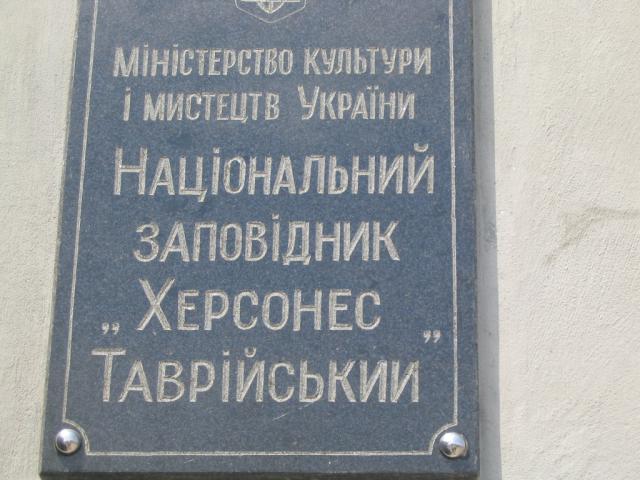 Міністерство культури
і мистецтв України
Національний
заповідник
„ Херсонес „
Таврійський